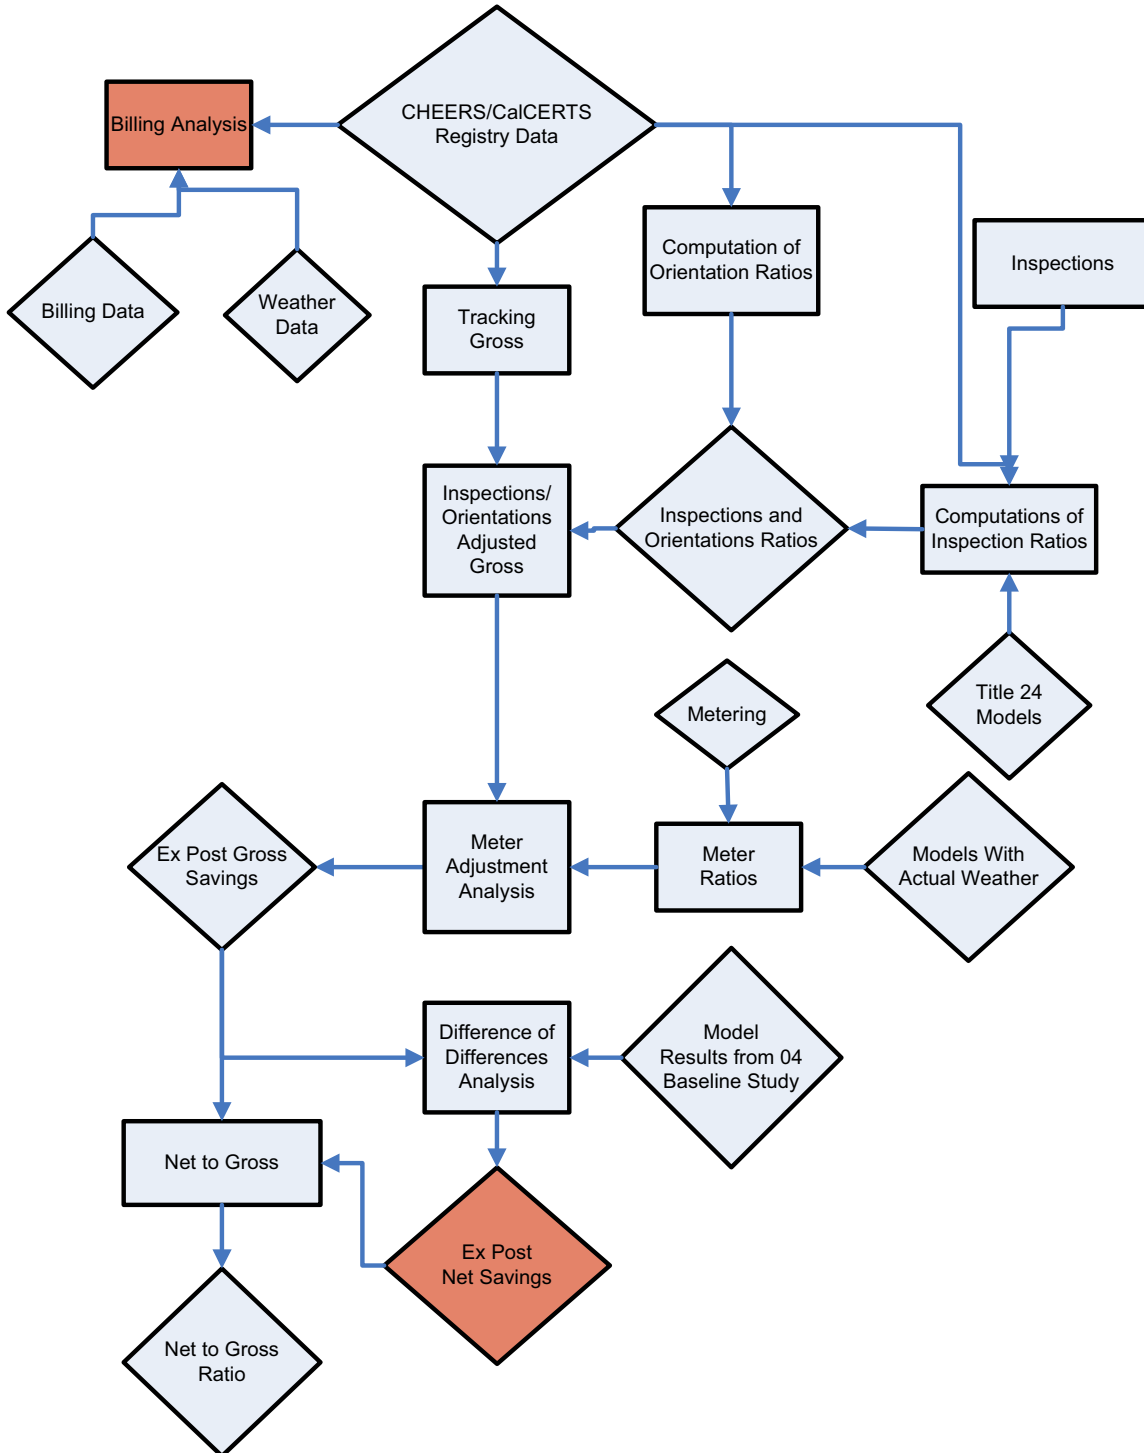 CHEERS/CalCERTS
Registry Data
Billing Analysis
Computation of
Orientation Ratios
Inspections
Billing Data
Weather
Data
Tracking
Gross
Inspections/
Orientations
Adjusted
Gross
Inspections and
Orientations Ratios
Computations of
Inspection Ratios
Title 24
Models
Metering
Ex Post Gross
Savings
Meter
Adjustment
Analysis
Meter
Ratios
Models With
Actual Weather
Difference of
Differences
Analysis
Model
Results from 04
Baseline Study
Net to Gross
Ex Post
Net Savings
Net to Gross
Ratio